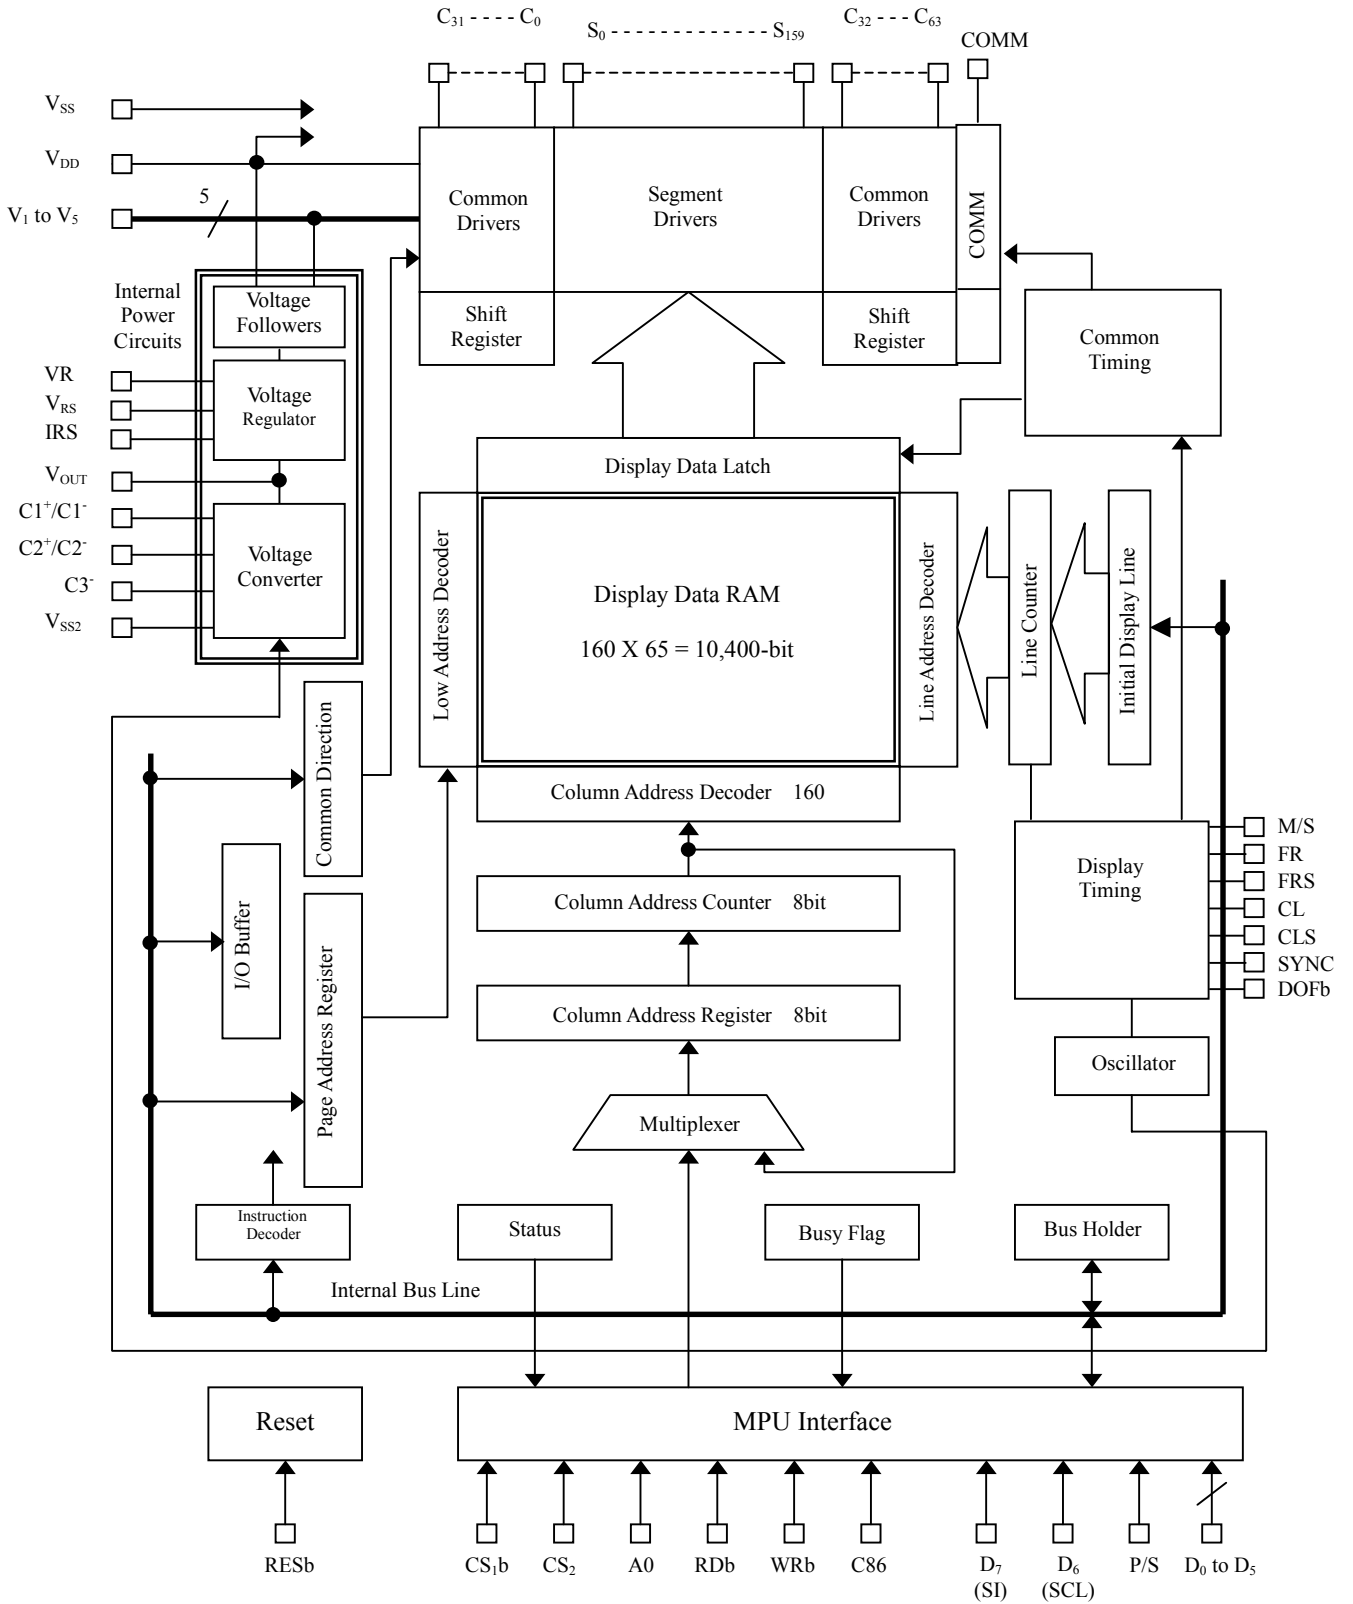 C31 - - - - C0
S0 - - - - - - - - - - - - - S159
C32 - - - C63
COMM
VSS
VDD
5
V1 to V5
Common
Drivers
Segment
Drivers
Common
Drivers
COMM
Internal
Power
Circuits
Voltage
Followers
Shift
Register
Shift
Register
Common
Timing
VR
VRS
IRS
Voltage
Regulator
VOUT
Display Data Latch
C1+/C1-
C2+/C2-
C3-
VSS2
Voltage
Converter
Low Address Decoder
Display Data RAM
160 X 65 = 10,400-bit
Line Address Decoder
Line Counter
Initial Display Line
Common Direction
Column Address Decoder 160
I/O Buffer
Column Address Counter 8bit
Display
Timing
M/S
FR
FRS
CL
CLS
SYNC
DOFb
Page Address Register
Column Address Register 8bit
Oscillator
Multiplexer
Instruction
Decoder
Status
Busy Flag
Bus Holder
Internal Bus Line
Reset
MPU Interface
RESb
CS1b
CS2
A0
RDb
WRb
C86
D7
(SI)
D6
(SCL)
P/S
D0 to D5